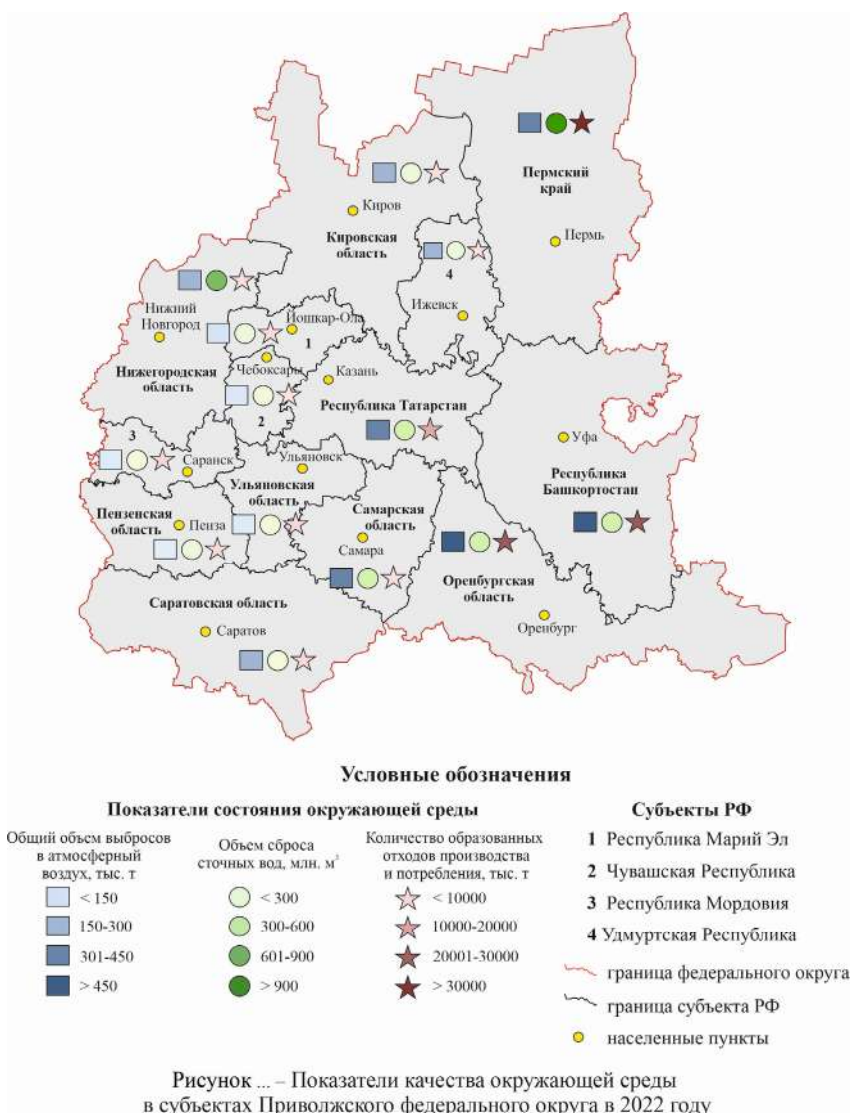 Пермский
край
Пермь
Киров
Кировская
область
4
Ижевск
Нижний
Новгород
Йошкар-Ола
1
Нижегородская
область
Чебоксары
2
Казань
Республика Татарстан
Уфа
Республика
Башкортостан
3
Саранск
Ульяновск
Ульяновская
область
Пензенская
область
Пенза
Самарская
область
Самара
Оренбургская
область
Оренбург
Саратовская область
Саратов
Условные обозначения
Показатели состояния окружающей среды
Общий объем выбросов
в атмосферный
воздух, тыс. т
< 150
150-300
301-450
> 450
Объем сброса
сточных вод, млн. м³
< 300
300-600
601-900
> 900
Количество образованных
отходов производства
и потребления, тыс. т
< 10000
10000-20000
20001-30000
> 30000
Субъекты РФ
1 Республика Марий Эл
2 Чувашская Республика
3 Республика Мордовия
4 Удмуртская Республика
граница федерального округа
граница субъекта РФ
населенные пункты
Рисунок ... – Показатели качества окружающей среды
в субъектах Приволжского федерального округа в 2022 году